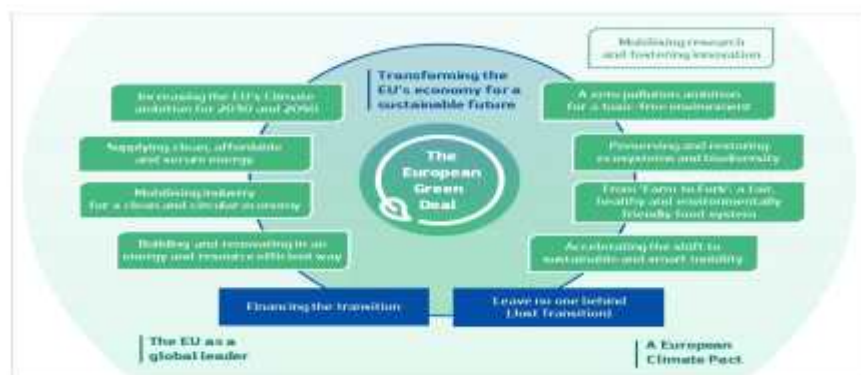 Mobilising research
and fostering innovation
Transforming the
EU's economy for a
sustainable future
Increasing the EU's Climate
ambition for 2030 and 2050
A zero pollution ambition
for a toxic-free environment
Supplying clean, affordable
and secure energy
Preserving and restoring
ecosystems and biodiversity
The
European
Green
Deal
Mobilising industry
for a clean and circular economy
From 'Farm to Fork': a fair,
healthy and environmentally
friendly food system
Building and renovating in an
energy and resource efficient way
Accelerating the shift to
sustainable and smart mobility
Financing the transition
Leave no one behind
(Just Transition)
The EU as a
global leader
A European
Climate Pact